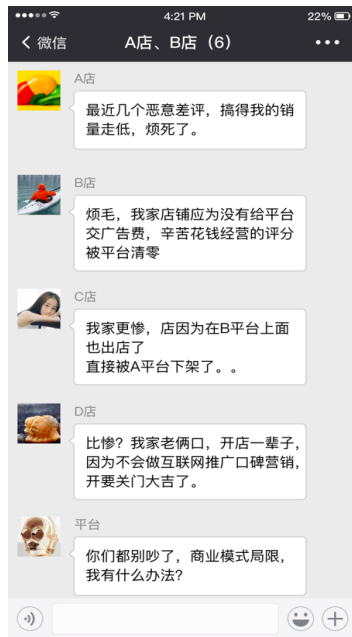 4:21 PM
22%
微信
A店、B店（6）
A店
最近几个恶意差评，搞得我的销
量走低，烦死了。
B店
烦毛，我家店铺应为没有给平台
交广告费，辛苦花钱经营的评分
被平台清零
C店
我家更惨，店因为在B平台上面
也出店了
直接被A平台下架了。。
D店
比惨？我家老俩口，开店一辈子，
因为不会做互联网推广口碑营销，
开要关门大吉了。
平台
你们都别吵了，商业模式局限，
我有什么办法？